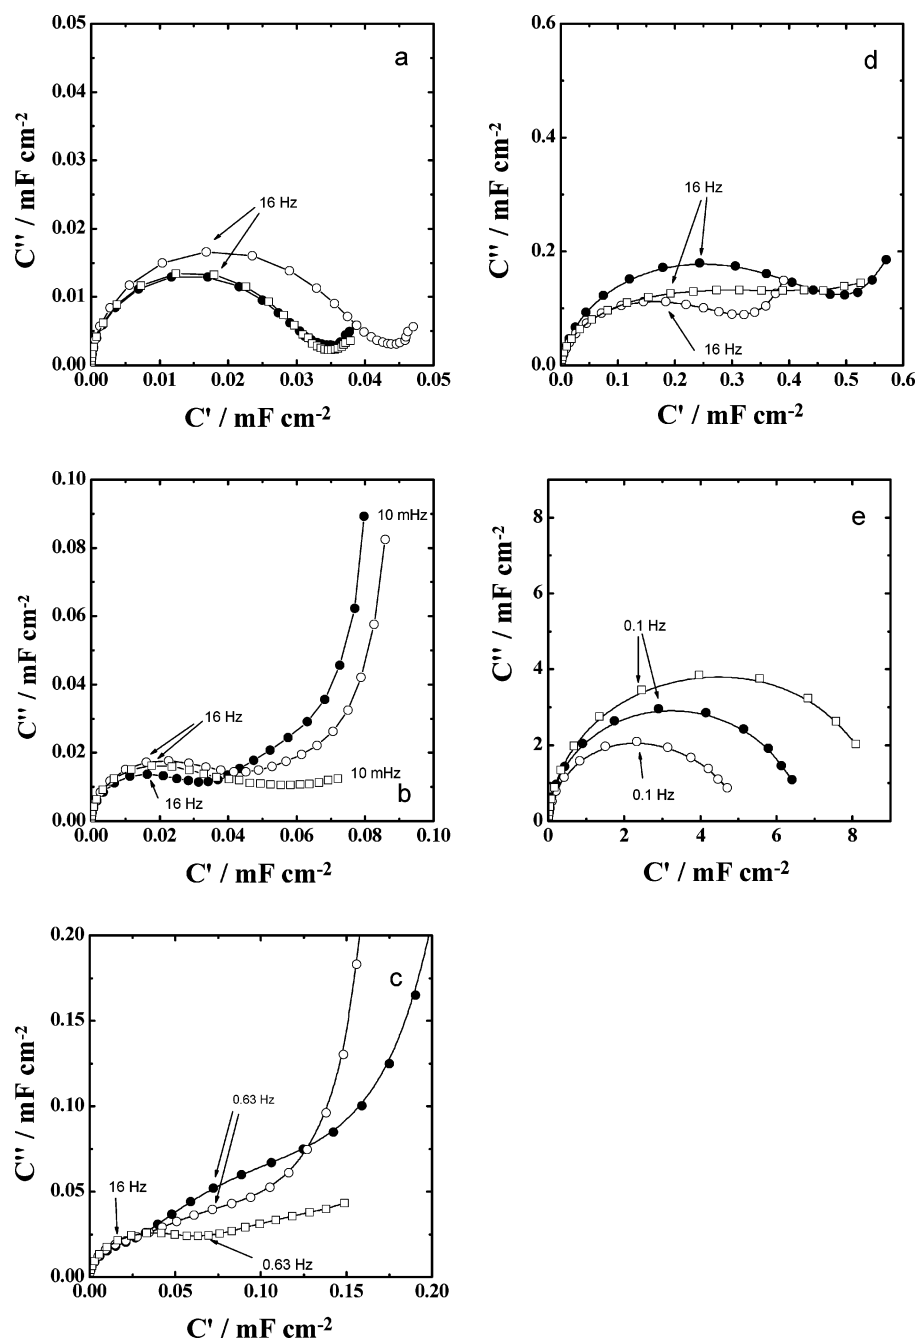 a
C'' / mF cm-2
0.05
0.04
0.03
0.02
0.01
0.00
16 Hz
0.00 0.01 0.02 0.03 0.04 0.05
C' / mF cm-2
d
C'' / mF cm-2
0.6
0.4
0.2
0.0
16 Hz
16 Hz
0.0 0.1 0.2 0.3 0.4 0.5 0.6
C' / mF cm-2
b
C'' / mF cm-2
0.10
0.08
0.06
0.04
0.02
0.00
10 mHz
16 Hz
10 mHz
16 Hz
0.00 0.02 0.04 0.06 0.08 0.10
C' / mF cm-2
e
C'' / mF cm-2
8
6
4
2
0
0.1 Hz
0.1 Hz
0 2 4 6 8
C' / mF cm-2
c
C'' / mF cm-2
0.20
0.15
0.10
0.05
0.00
0.63 Hz
16 Hz
0.63 Hz
0.00 0.05 0.10 0.15 0.20
C' / mF cm-2